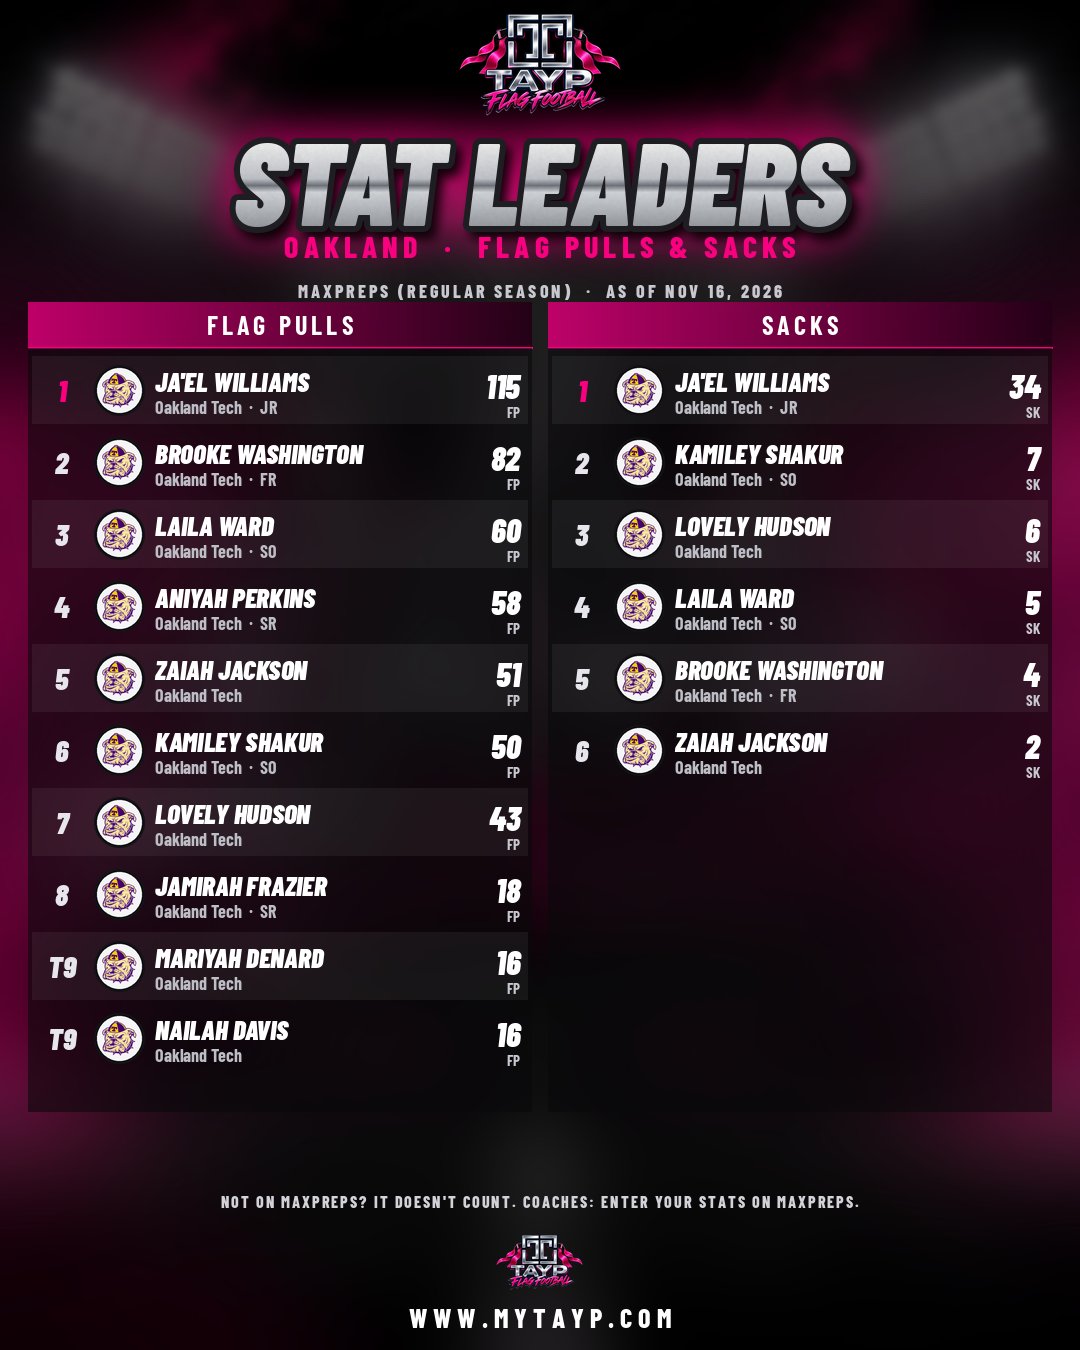 TAYP
FLAG FOOTBALL
STAT LEADERS
OAKLAND · FLAG PULLS & SACKS
MAXPREPS (REGULAR SEASON) · AS OF NOV 16, 2026
FLAG PULLS
1 JA'EL WILLIAMS 115
Oakland Tech · JR FP
2 BROOKE WASHINGTON 82
Oakland Tech · FR FP
3 LAILA WARD 60
Oakland Tech · SO FP
4 ANIYAH PERKINS 58
Oakland Tech · SR FP
5 ZAIAH JACKSON 51
Oakland Tech FP
6 KAMILEY SHAKUR 50
Oakland Tech · SO FP
7 LOVELY HUDSON 43
Oakland Tech FP
8 JAMIRAH FRAZIER 18
Oakland Tech · SR FP
T9 MARIYAH DENARD 16
Oakland Tech FP
T9 NAILAH DAVIS 16
Oakland Tech FP
SACKS
1 JA'EL WILLIAMS 34
Oakland Tech · JR SK
2 KAMILEY SHAKUR 7
Oakland Tech · SO SK
3 LOVELY HUDSON 6
Oakland Tech SK
4 LAILA WARD 5
Oakland Tech · SO SK
5 BROOKE WASHINGTON 4
Oakland Tech · FR SK
6 ZAIAH JACKSON 2
Oakland Tech SK
NOT ON MAXPREPS? IT DOESN'T COUNT. COACHES: ENTER YOUR STATS ON MAXPREPS.
TAYP
FLAG FOOTBALL
WWW.MYTAYP.COM